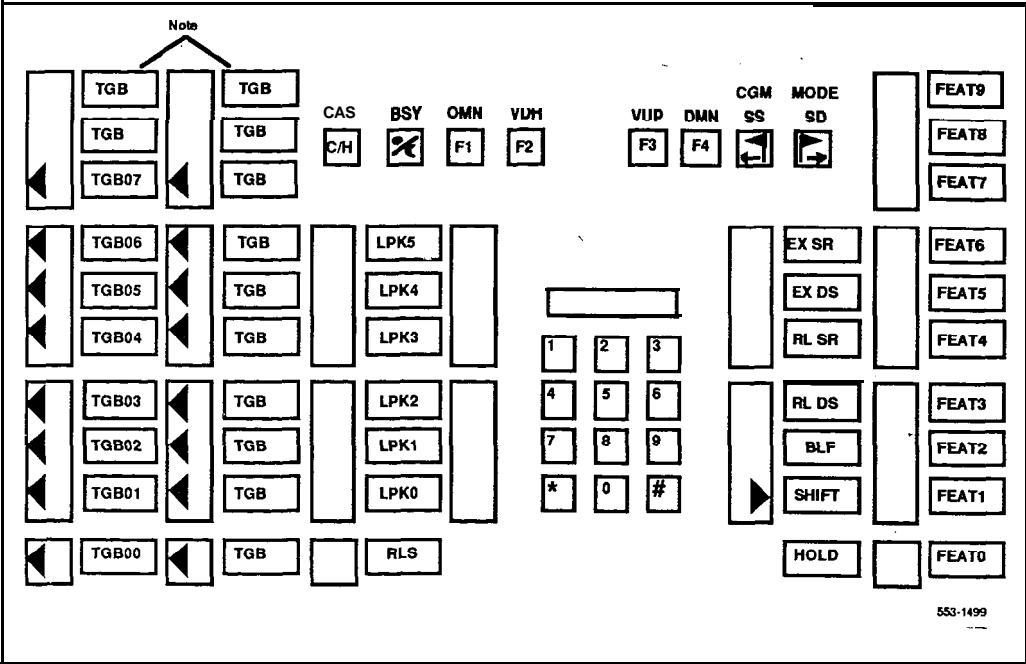 Note
TGB TGB CGM MODE FEAT9
CAS BSY OMN VDH VUP DMN SS SD
TGB TGB C/H F1 F2 F3 F4 FEAT8
TGB07 TGB FEAT7
TGB06 TGB LPK5 EX SR FEAT6
TGB05 TGB LPK4 EX DS FEAT5
TGB04 TGB LPK3 RL SR FEAT4
1 2 3
TGB03 TGB LPK2 4 5 6 RL DS FEAT3
TGB02 TGB LPK1 7 8 9 BLF FEAT2
TGB01 TGB LPK0 * 0 # SHIFT FEAT1
TGB00 TGB RLS HOLD FEAT0
553-1499